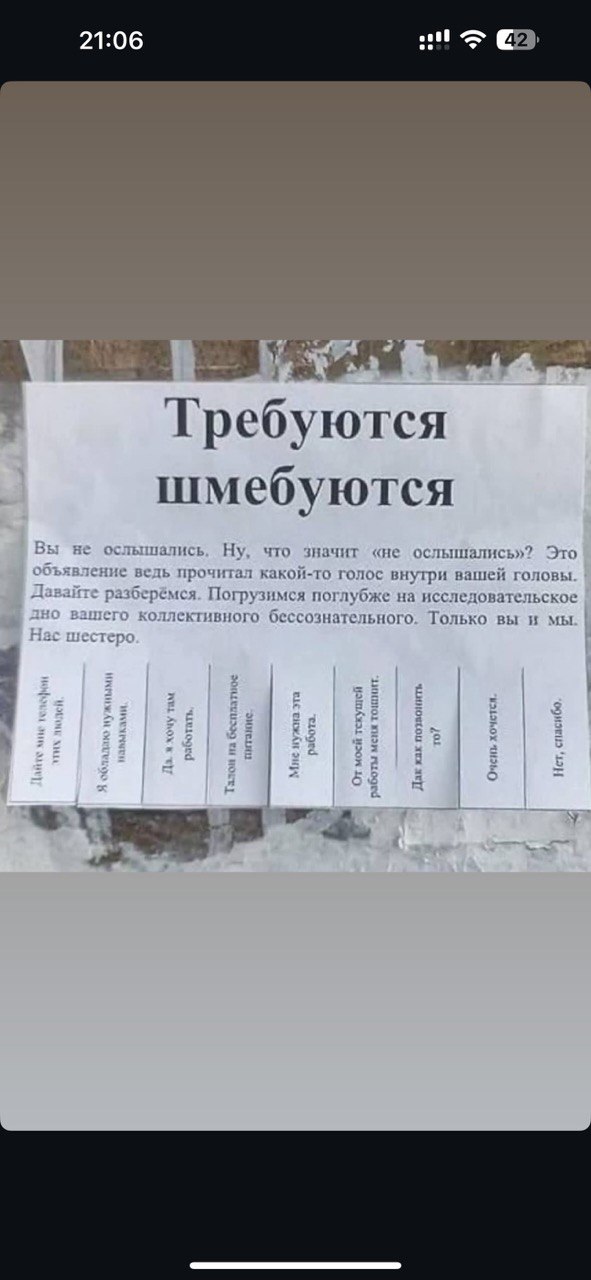 21:06
42
Требуются
шмебуются
Вы не ослышались. Ну, что значит «не ослышались»? Это
объявление ведь прочитал какой-то голос внутри вашей головы.
Давайте разберёмся. Погрузимся поглубже на исследовательское
дно вашего коллективного бессознательного. Только вы и мы.
Нас шестеро.
Дайте мне телефон
этих людей.
Я обладаю нужными
навыками.
Да, я хочу там
работать.
Талон на бесплатное
питание.
Мне нужна эта
работа.
От моей текущей
работы меня тошнит.
Дак как позвонить
то?
Очень хочется.
Нет, спасибо.